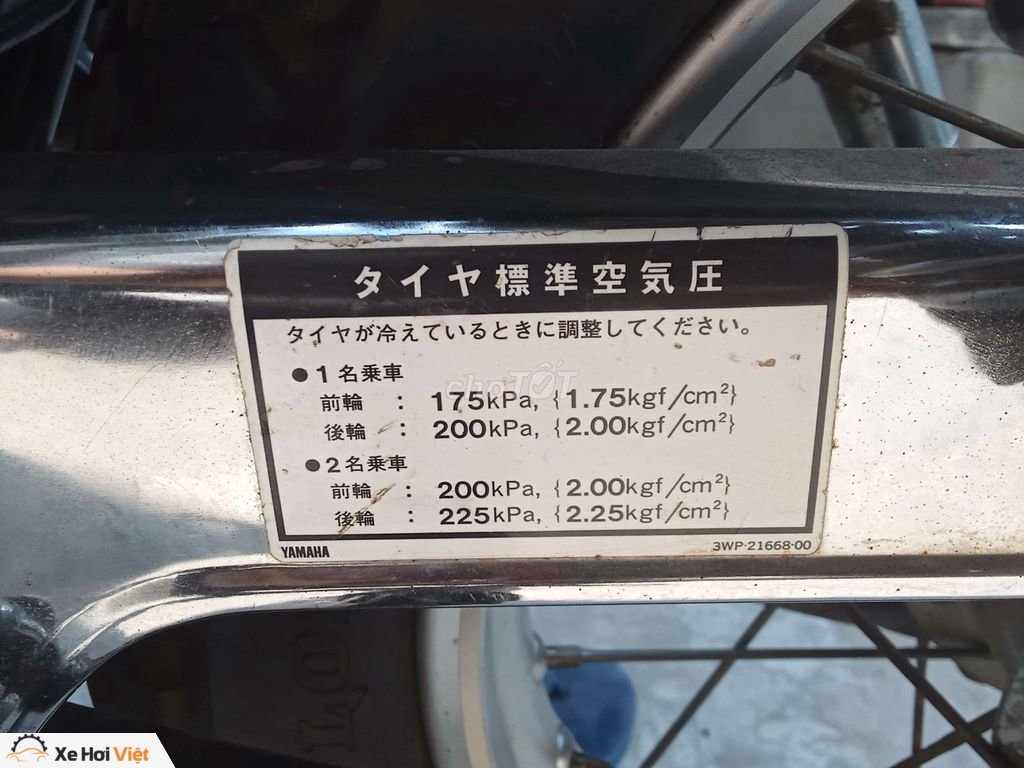 タイヤ標準空気圧
タイヤが冷えているときに調整してください。
●1名乗車
前輪 : 175kPa, {1.75kgf/cm²}
後輪 : 200kPa, {2.00kgf/cm²}
●2名乗車
前輪 : 200kPa, {2.00kgf/cm²}
後輪 : 225kPa, {2.25kgf/cm²}
YAMAHA 3WP-21668-00
choTỐT
Xe Hơi Việt